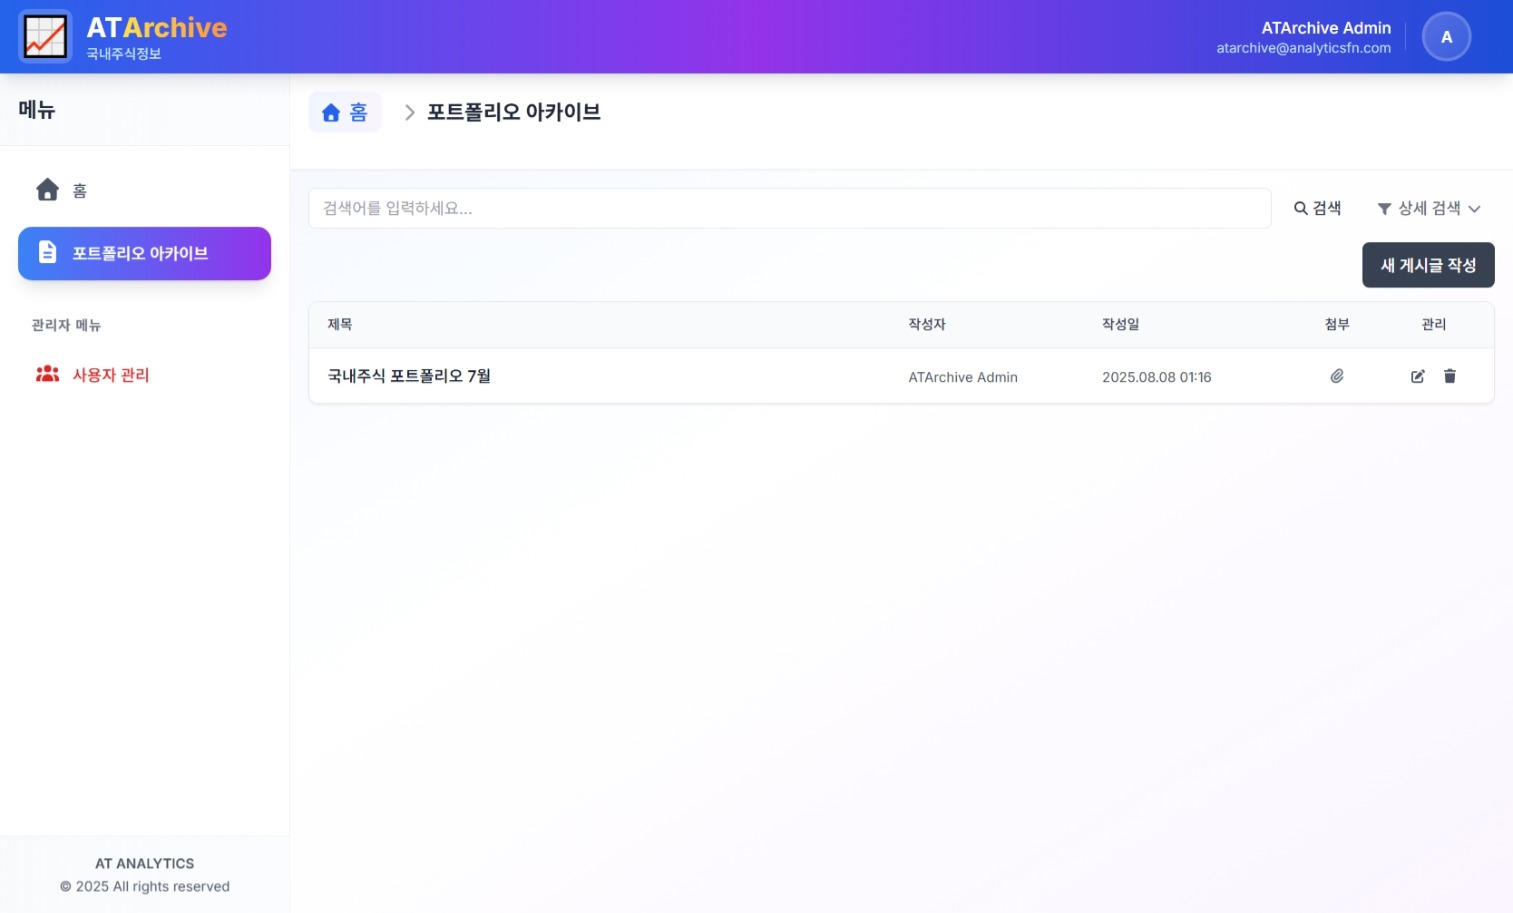 ATArchive
국내주식정보
ATArchive Admin
atarchive@analyticsfn.com
A
메뉴
홈
포트폴리오 아카이브
관리자 메뉴
사용자 관리
AT ANALYTICS
© 2025 All rights reserved
홈 포트폴리오 아카이브
검색어를 입력하세요... 검색 상세 검색
새 게시글 작성
제목 작성자 작성일 첨부 관리
국내주식 포트폴리오 7월 ATArchive Admin 2025.08.08 01:16